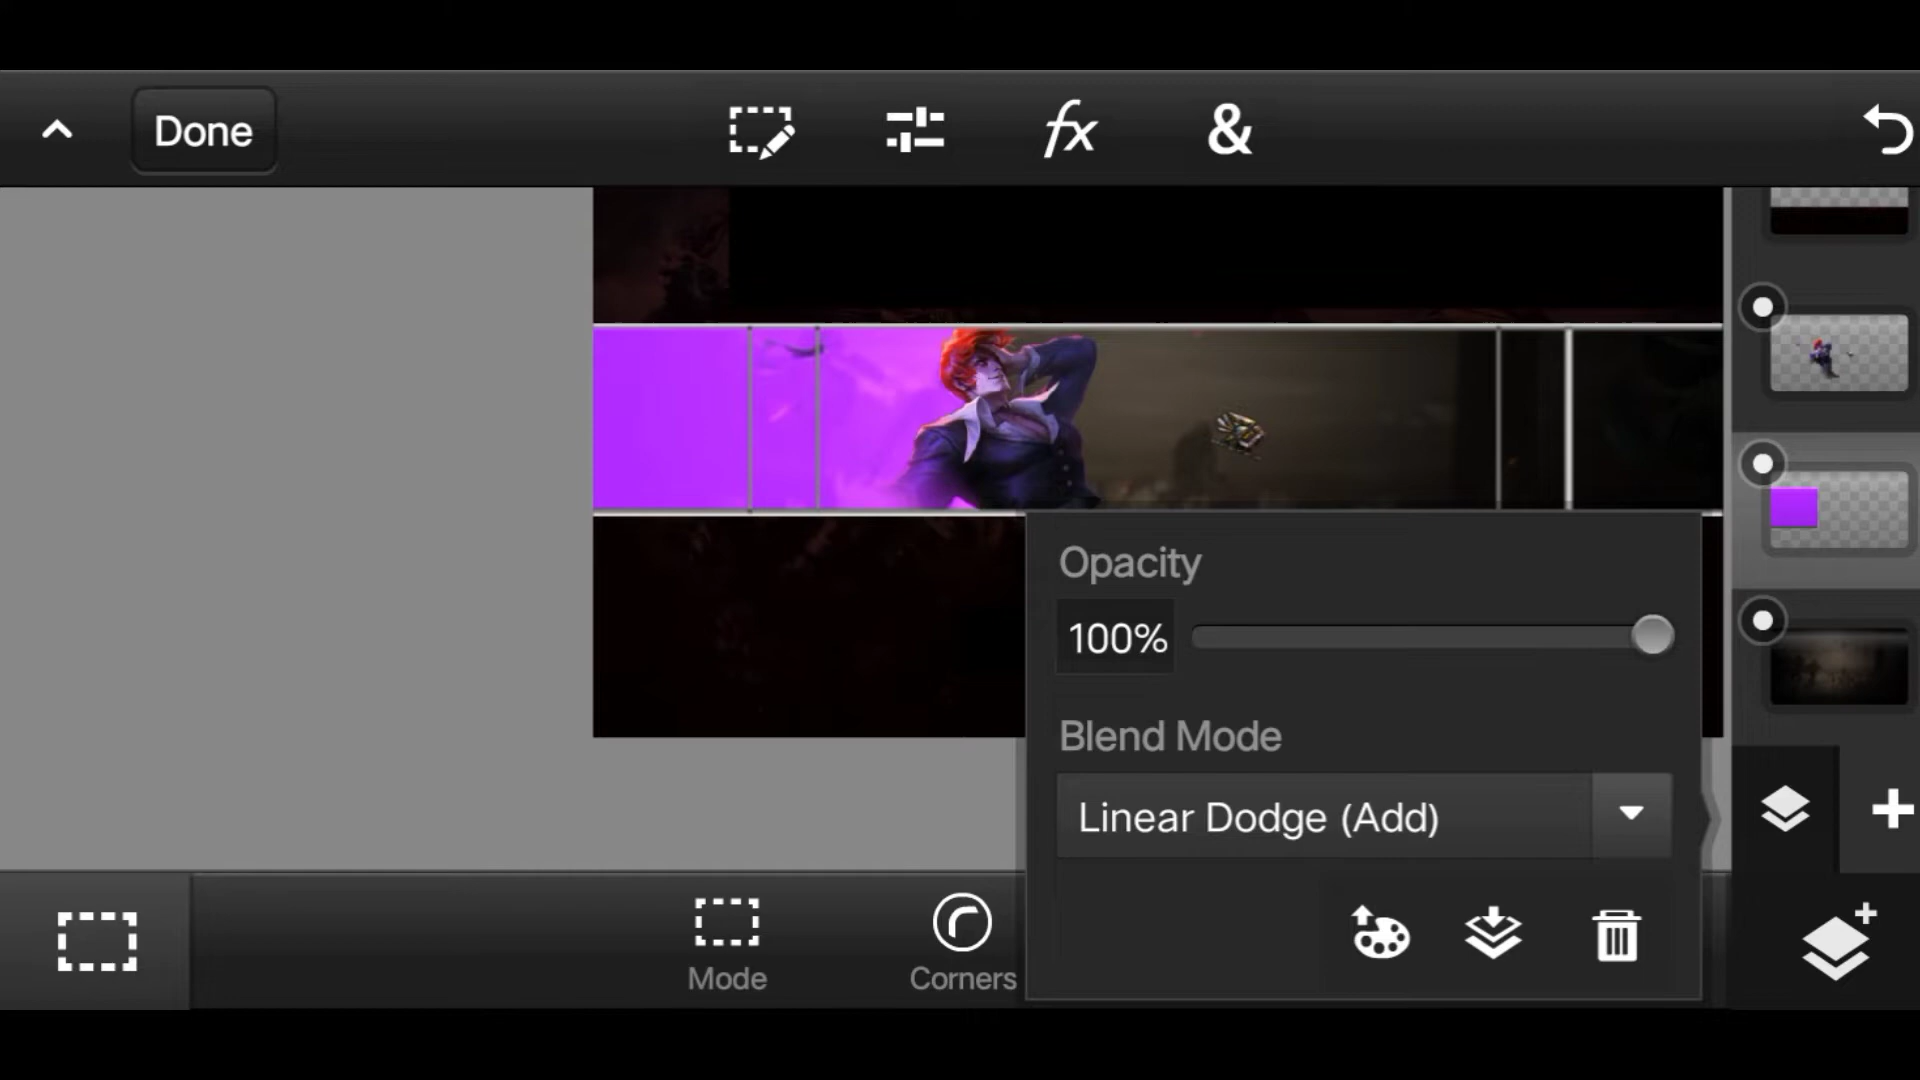 Done
fx
&
Opacity
100%
Blend Mode
Linear Dodge (Add)
Mode
Corners